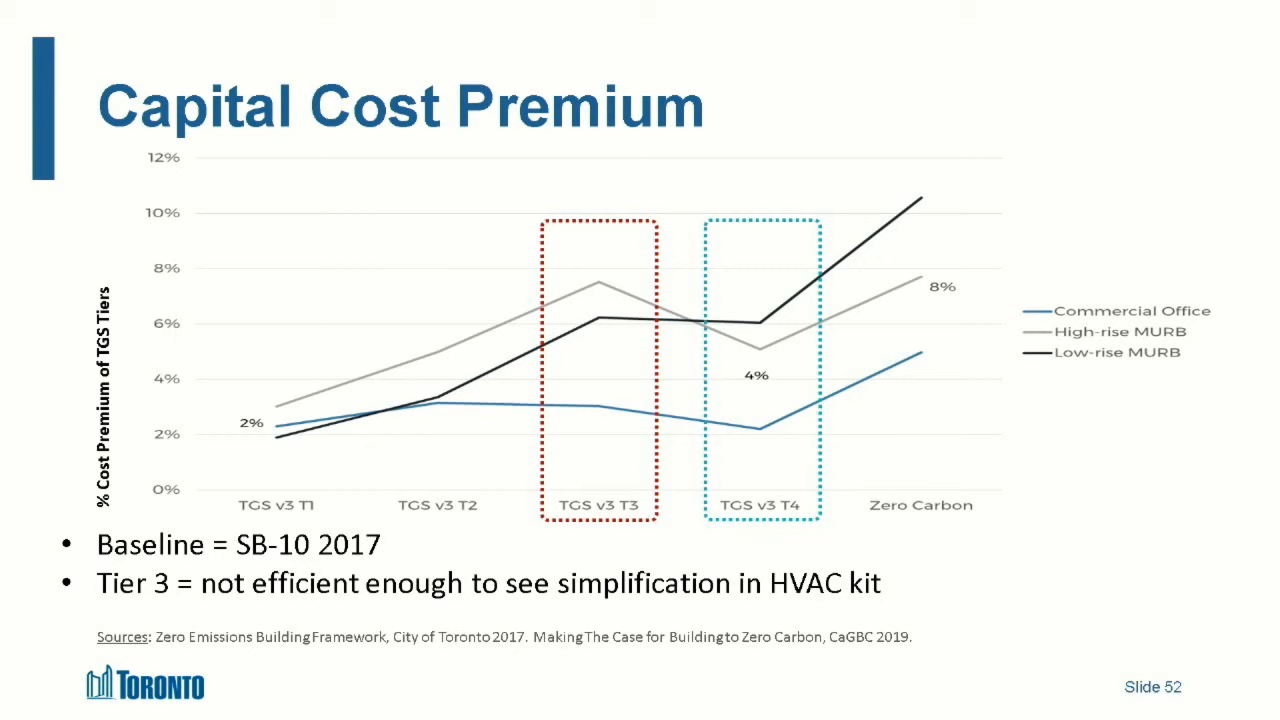 Capital Cost Premium
12%
10%
8%
6%
4%
2%
0%
% Cost Premium of TGS Tiers
2%
4%
8%
TGS v3 T1
TGS v3 T2
TGS v3 T3
TGS v3 T4
Zero Carbon
Commercial Office
High-rise MURB
Low-rise MURB
• Baseline = SB-10 2017
• Tier 3 = not efficient enough to see simplification in HVAC kit
Sources: Zero Emissions Building Framework, City of Toronto 2017. Making The Case for Building to Zero Carbon, CaGBC 2019.
TORONTO
Slide 52